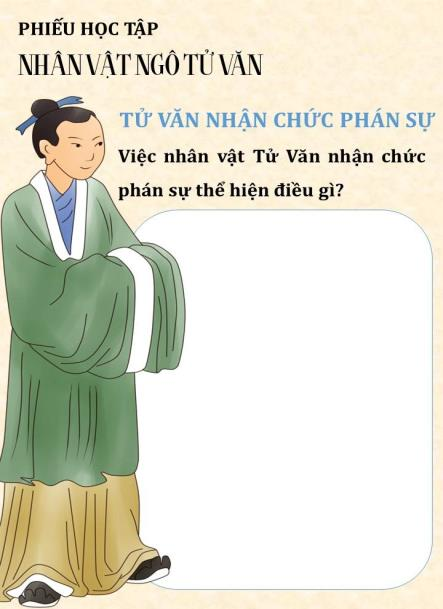 PHIẾU HỌC TẬP
NHÂN VẬT NGÔ TỬ VĂN
TỬ VĂN NHẬN CHỨC PHÁN SỰ
Việc nhân vật Tử Văn nhận chức
phán sự thể hiện điều gì?